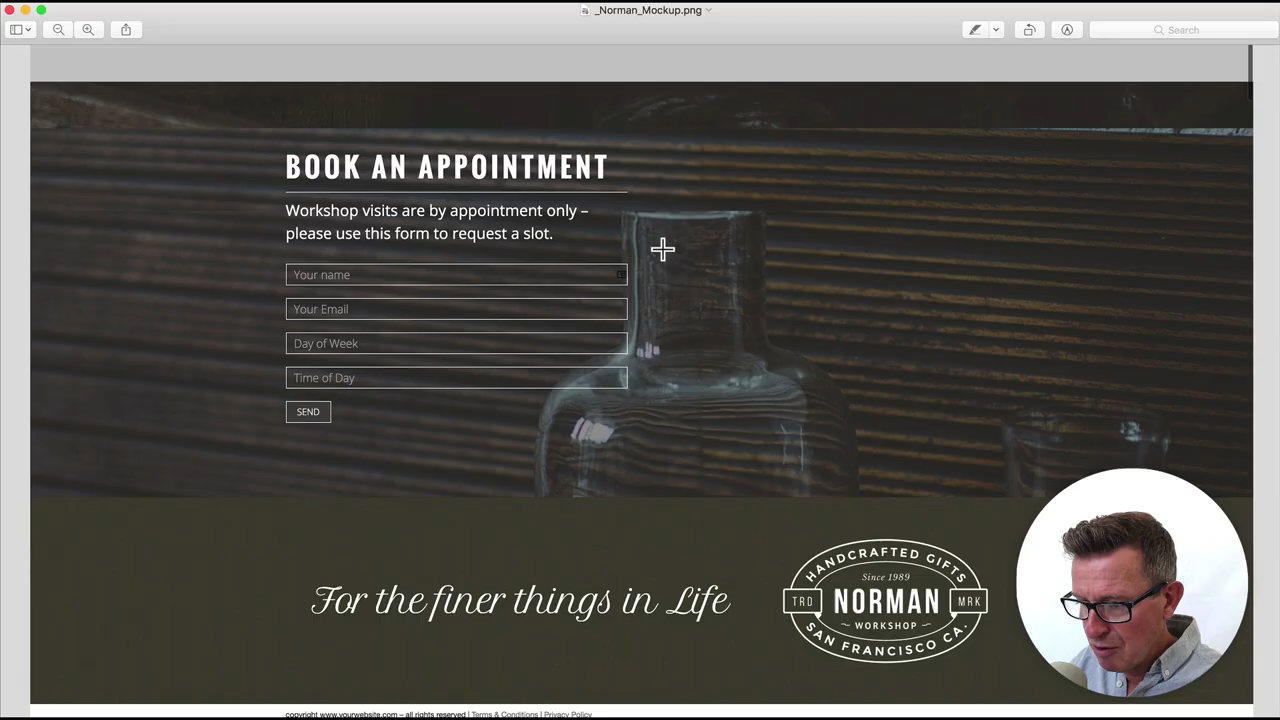 _Norman_Mockup.png
Search
BOOK AN APPOINTMENT
Workshop visits are by appointment only –
please use this form to request a slot.
Your name
Your Email
Day of Week
Time of Day
SEND
For the finer things in Life
HANDCRAFTED GIFTS
Since 1989
TRD NORMAN MRK
WORKSHOP
SAN FRANCISCO CA.
copyright www.yourwebsite.com – all rights reserved | Terms & Conditions | Privacy Policy